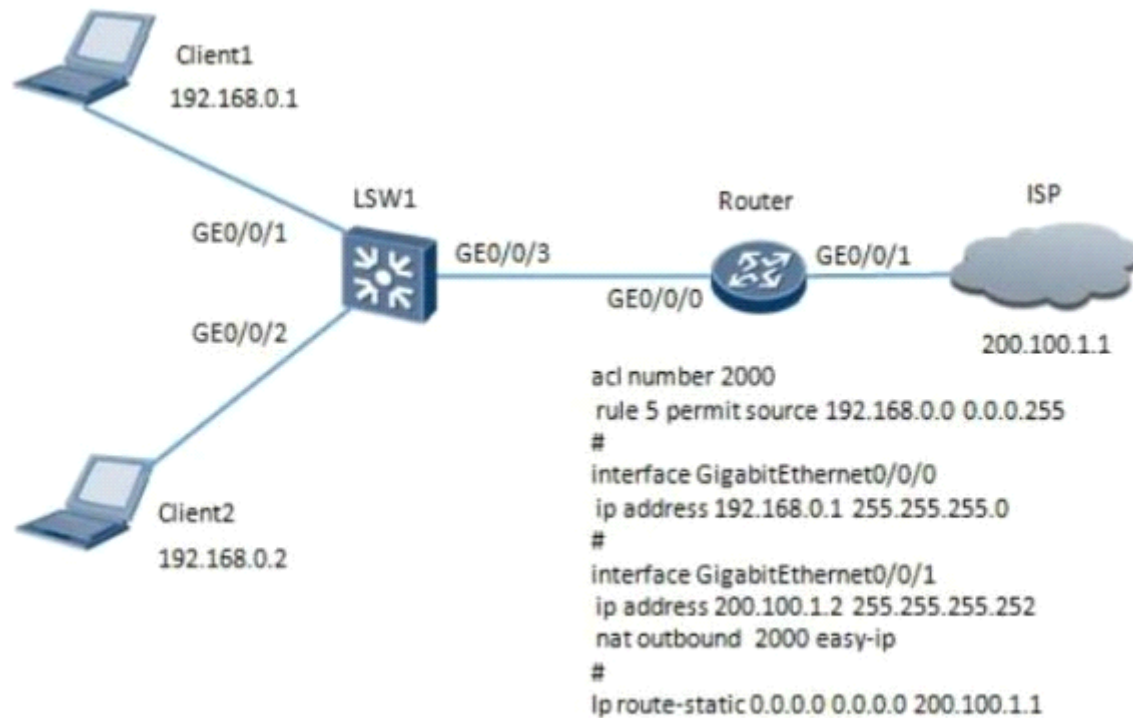 Client1
192.168.0.1
LSW1
Router
ISP
GE0/0/1
GE0/0/3
GE0/0/1
GE0/0/0
GE0/0/2
200.100.1.1
Client2
192.168.0.2
acl number 2000
rule 5 permit source 192.168.0.0 0.0.0.255
#
interface GigabitEthernet0/0/0
ip address 192.168.0.1 255.255.255.0
#
interface GigabitEthernet0/0/1
ip address 200.100.1.2 255.255.255.252
nat outbound 2000 easy-ip
#
Ip route-static 0.0.0.0 0.0.0.0 200.100.1.1